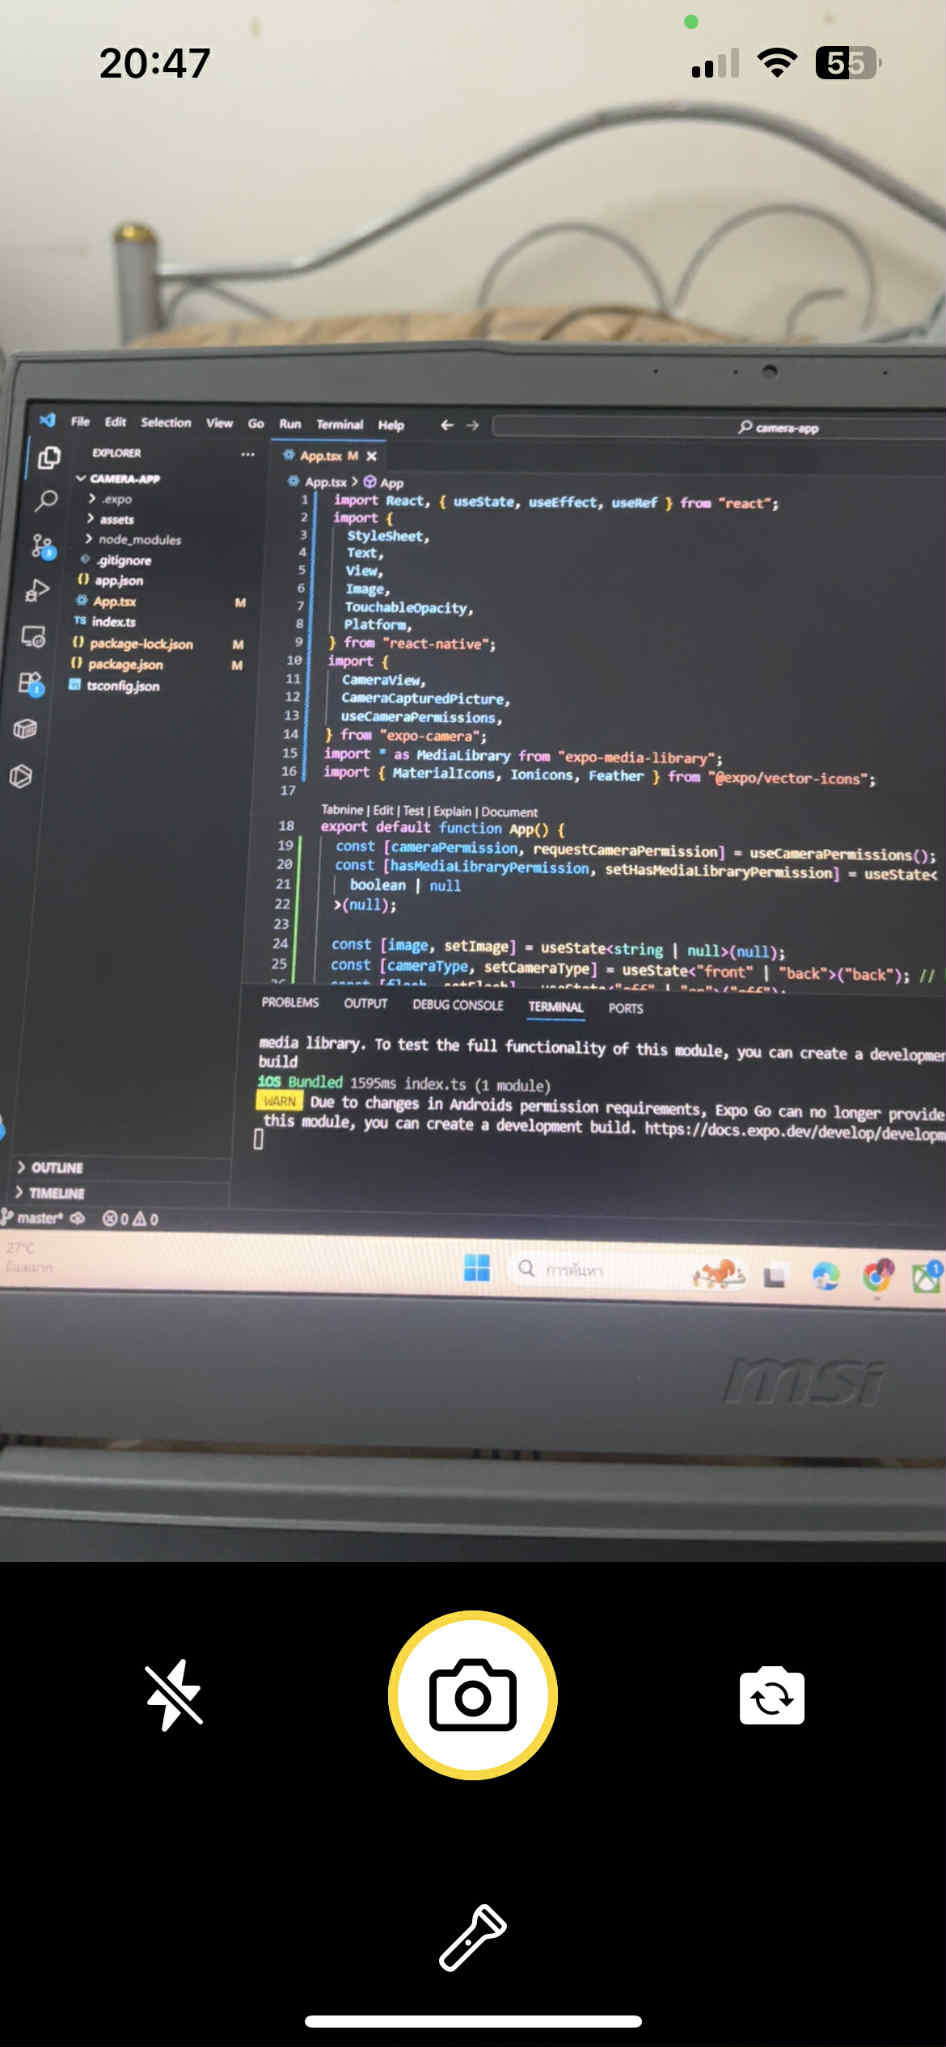 20:47
55
File Edit Selection View Go Run Terminal Help
camera-app
EXPLORER
App.tsx M
CAMERA-APP
App.tsx > App
.expo
assets
node_modules
.gitignore
app.json
App.tsx M
TS index.ts
package-lock.json M
package.json M
tsconfig.json
1 import React, { useState, useEffect, useRef } from "react";
2 import {
3 StyleSheet,
4 Text,
5 View,
6 Image,
7 TouchableOpacity,
8 Platform,
9 } from "react-native";
10 import {
11 CameraView,
12 CameraCapturedPicture,
13 useCameraPermissions,
14 } from "expo-camera";
15 import * as MediaLibrary from "expo-media-library";
16 import { MaterialIcons, Ionicons, Feather } from "@expo/vector-icons";
17
Tabnine | Edit | Test | Explain | Document
18 export default function App() {
19 const [cameraPermission, requestCameraPermission] = useCameraPermissions();
20 const [hasMediaLibraryPermission, setHasMediaLibraryPermission] = useState<
21 boolean | null
22 >(null);
23
24 const [image, setImage] = useState<string | null>(null);
25 const [cameraType, setCameraType] = useState<"front" | "back">("back"); //
PROBLEMS OUTPUT DEBUG CONSOLE TERMINAL PORTS
media library. To test the full functionality of this module, you can create a developmen
build
iOS Bundled 1595ms index.ts (1 module)
WARN Due to changes in Androids permission requirements, Expo Go can no longer provide
this module, you can create a development build. https://docs.expo.dev/develop/developm
OUTLINE
TIMELINE
master* 0 0
27°C
การค้นหา
1
msi